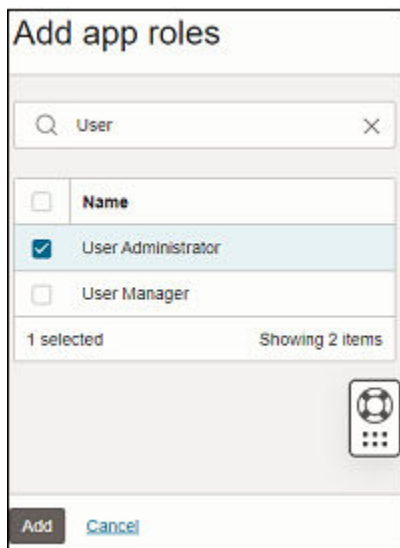 Add app roles
User
Name
User Administrator
User Manager
1 selected Showing 2 items
Add Cancel